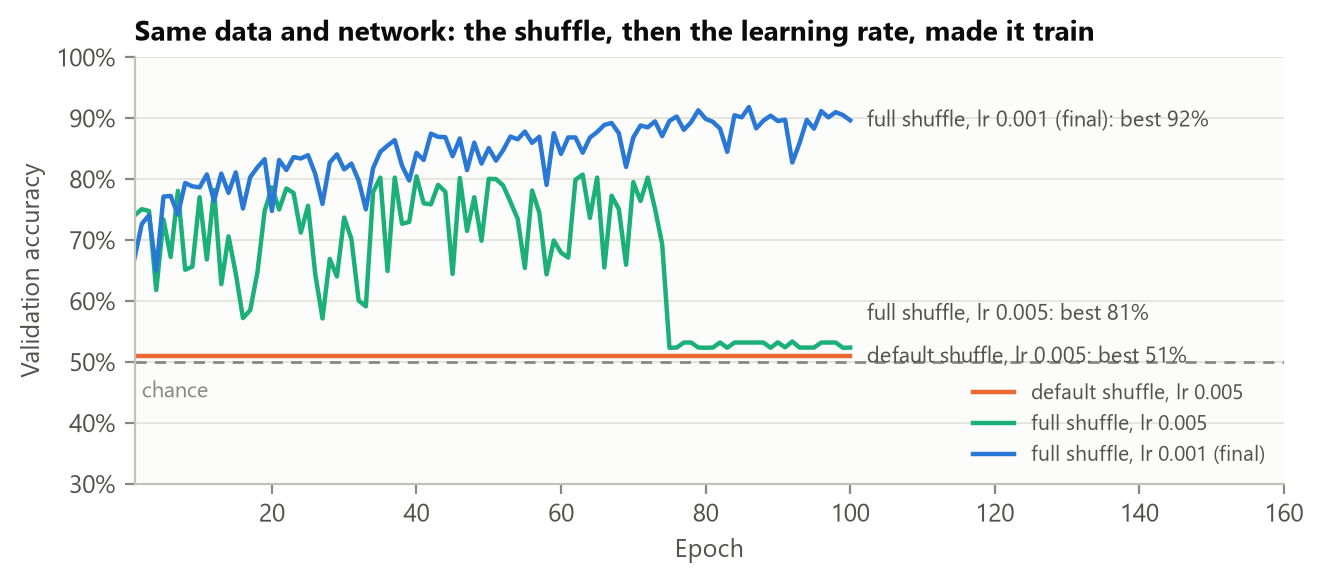 Same data and network: the shuffle, then the learning rate, made it train
100%
90%
80%
70%
60%
50%
40%
30%
Validation accuracy
full shuffle, lr 0.001 (final): best 92%
full shuffle, lr 0.005: best 81%
default shuffle, lr 0.005: best 51%
chance
default shuffle, lr 0.005
full shuffle, lr 0.005
full shuffle, lr 0.001 (final)
20 40 60 80 100 120 140 160
Epoch